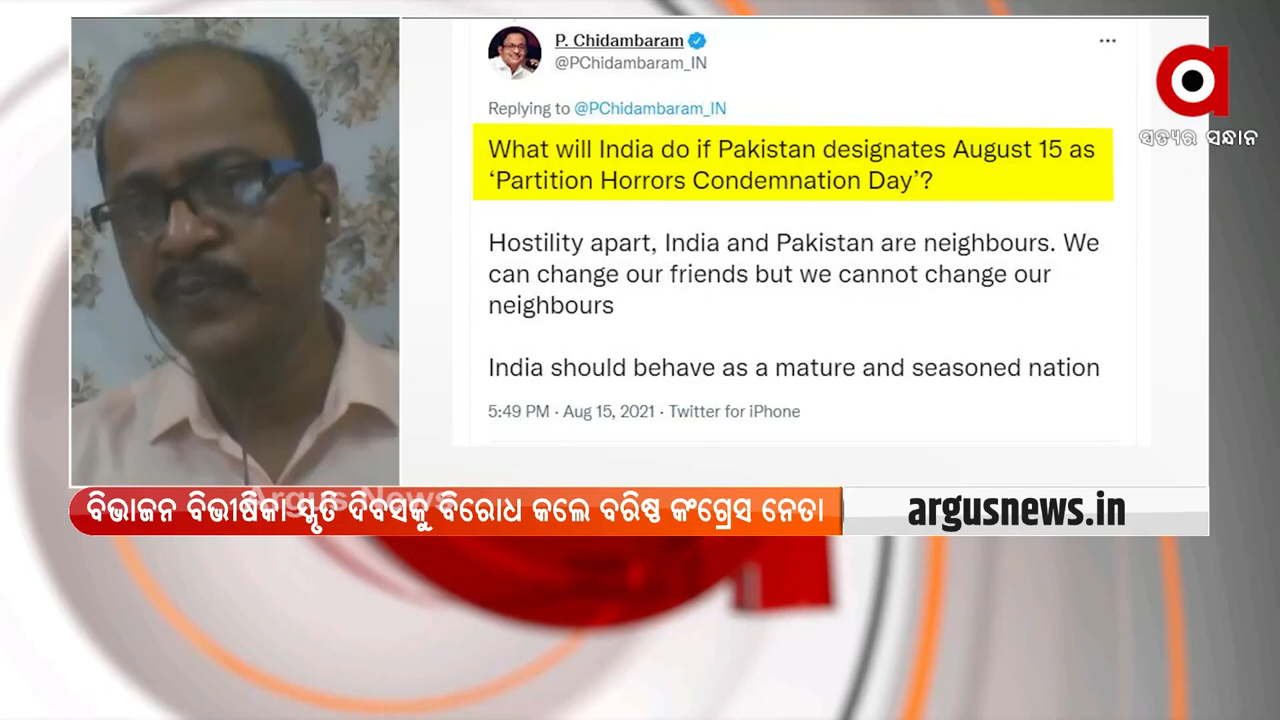 P. Chidambaram
@PChidambaram_IN
Replying to @PChidambaram_IN
What will India do if Pakistan designates August 15 as
‘Partition Horrors Condemnation Day’?
Hostility apart, India and Pakistan are neighbours. We
can change our friends but we cannot change our
neighbours
India should behave as a mature and seasoned nation
5:49 PM · Aug 15, 2021 · Twitter for iPhone
ସତ୍ୟର ସନ୍ଧାନ
Argus News
ବିଭାଜନ ବିଭୀଷିକା ସ୍ମୃତି ଦିବସକୁ ବିରୋଧ କଲେ ବରିଷ୍ଠ କଂଗ୍ରେସ ନେତା
argusnews.in